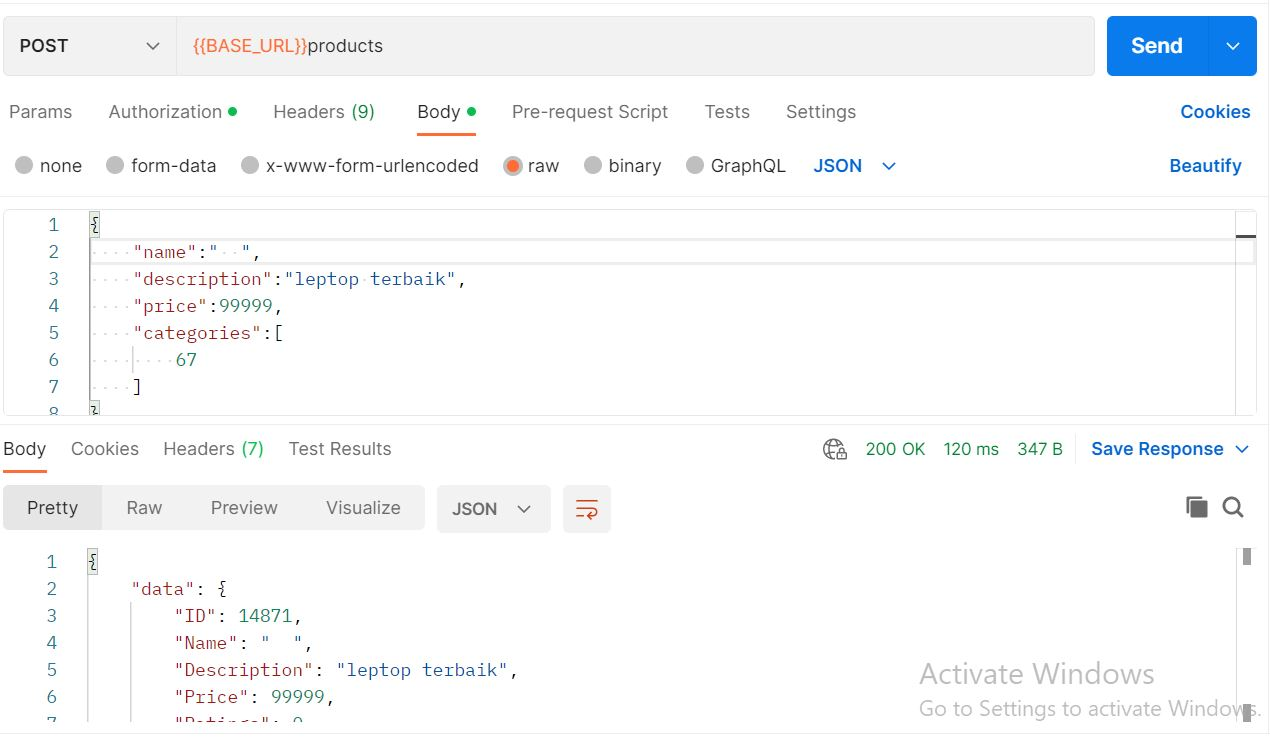 POST {{BASE_URL}}products Send
Params Authorization Headers (9) Body Pre-request Script Tests Settings Cookies
none form-data x-www-form-urlencoded raw binary GraphQL JSON Beautify
1 {
2 "name":"  ",
3 "description":"leptop terbaik",
4 "price":99999,
5 "categories":[
6 67
7 ]
8 }
Body Cookies Headers (7) Test Results 200 OK 120 ms 347 B Save Response
Pretty Raw Preview Visualize JSON
1 {
2 "data": {
3 "ID": 14871,
4 "Name": "  ",
5 "Description": "leptop terbaik",
6 "Price": 99999,
7 "Ratings": 0
Activate Windows
Go to Settings to activate Windows.